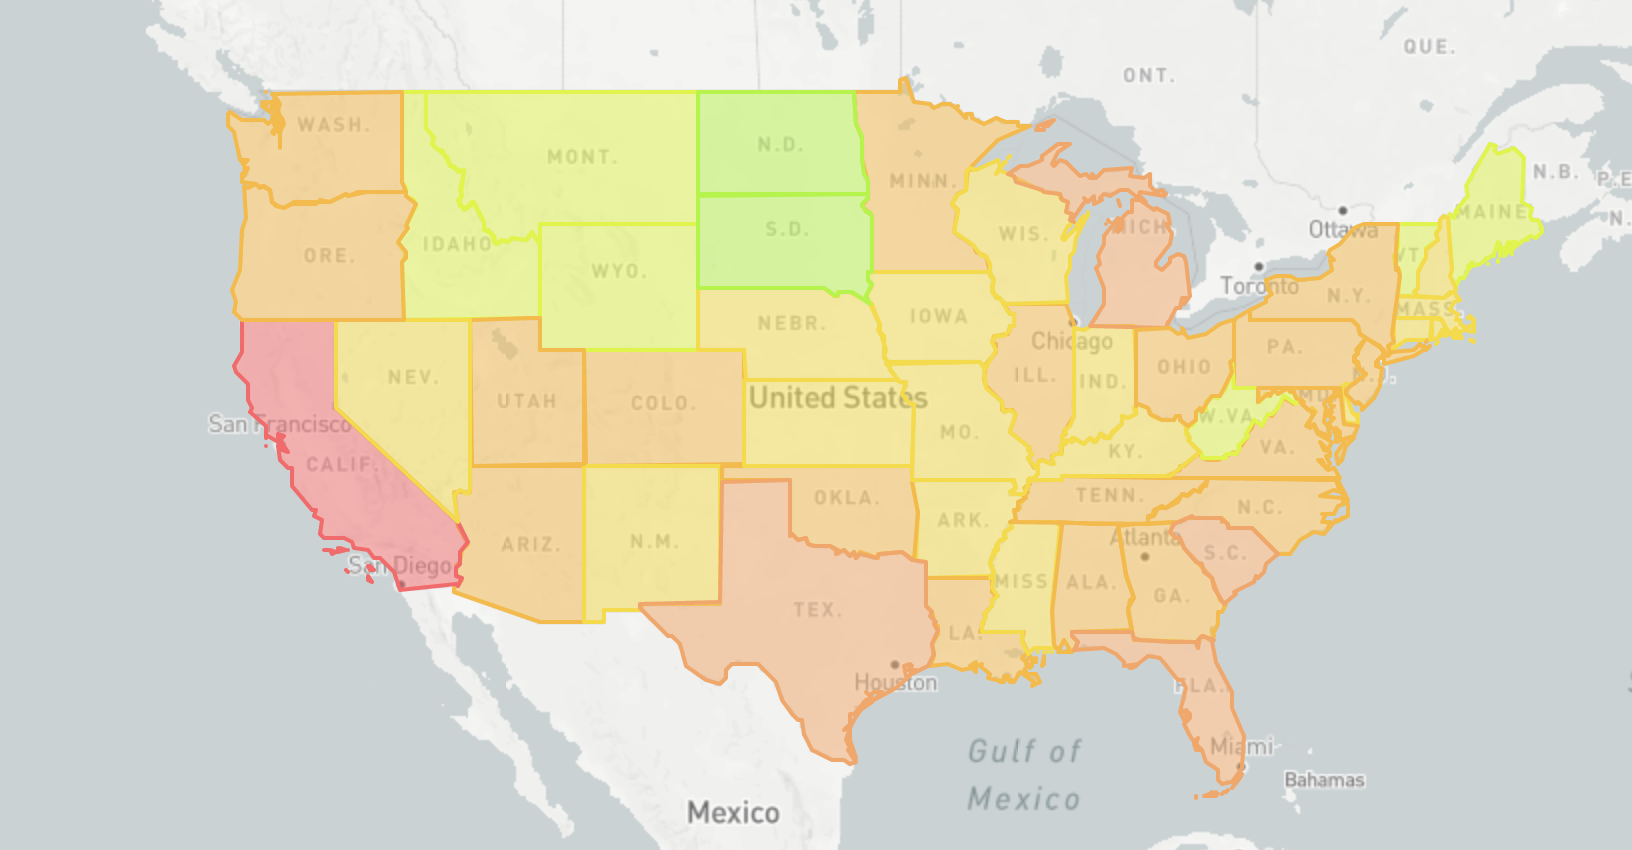 QUE.
ONT.
WASH.
MONT.
N.D.
N.B.
P.E
MINN.
MAINE
N.
ORE.
IDAHO
WYO.
S.D.
WIS.
MICH.
Ottawa
VT
Toronto
N.Y.
MASS.
NEBR.
IOWA
Chicago
PA.
NEV.
UTAH
COLO.
United States
ILL.
IND.
OHIO
N.J.
MD.
San Francisco
CALIF.
MO.
KY.
W.VA
VA.
ARIZ.
N.M.
OKLA.
ARK.
TENN.
N.C.
San Diego
Atlanta
S.C.
TEX.
MISS
ALA.
GA.
LA.
Houston
FLA.
Gulf of
Mexico
Miami
Bahamas
Mexico